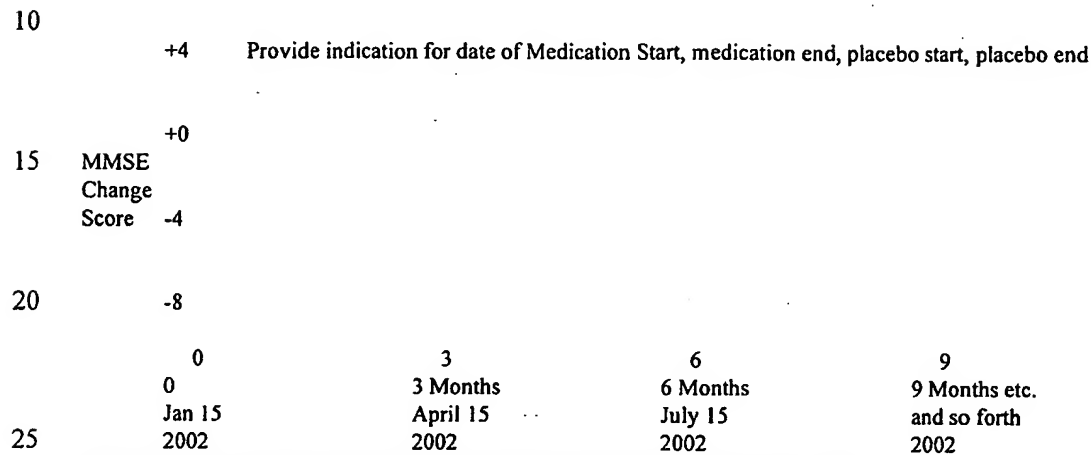 10
+4 Provide indication for date of Medication Start, medication end, placebo start, placebo end
+0
15 MMSE
Change
Score -4
20 -8
0 3 6 9
0 3 Months 6 Months 9 Months etc.
Jan 15 April 15 July 15 and so forth
25 2002 2002 2002 2002